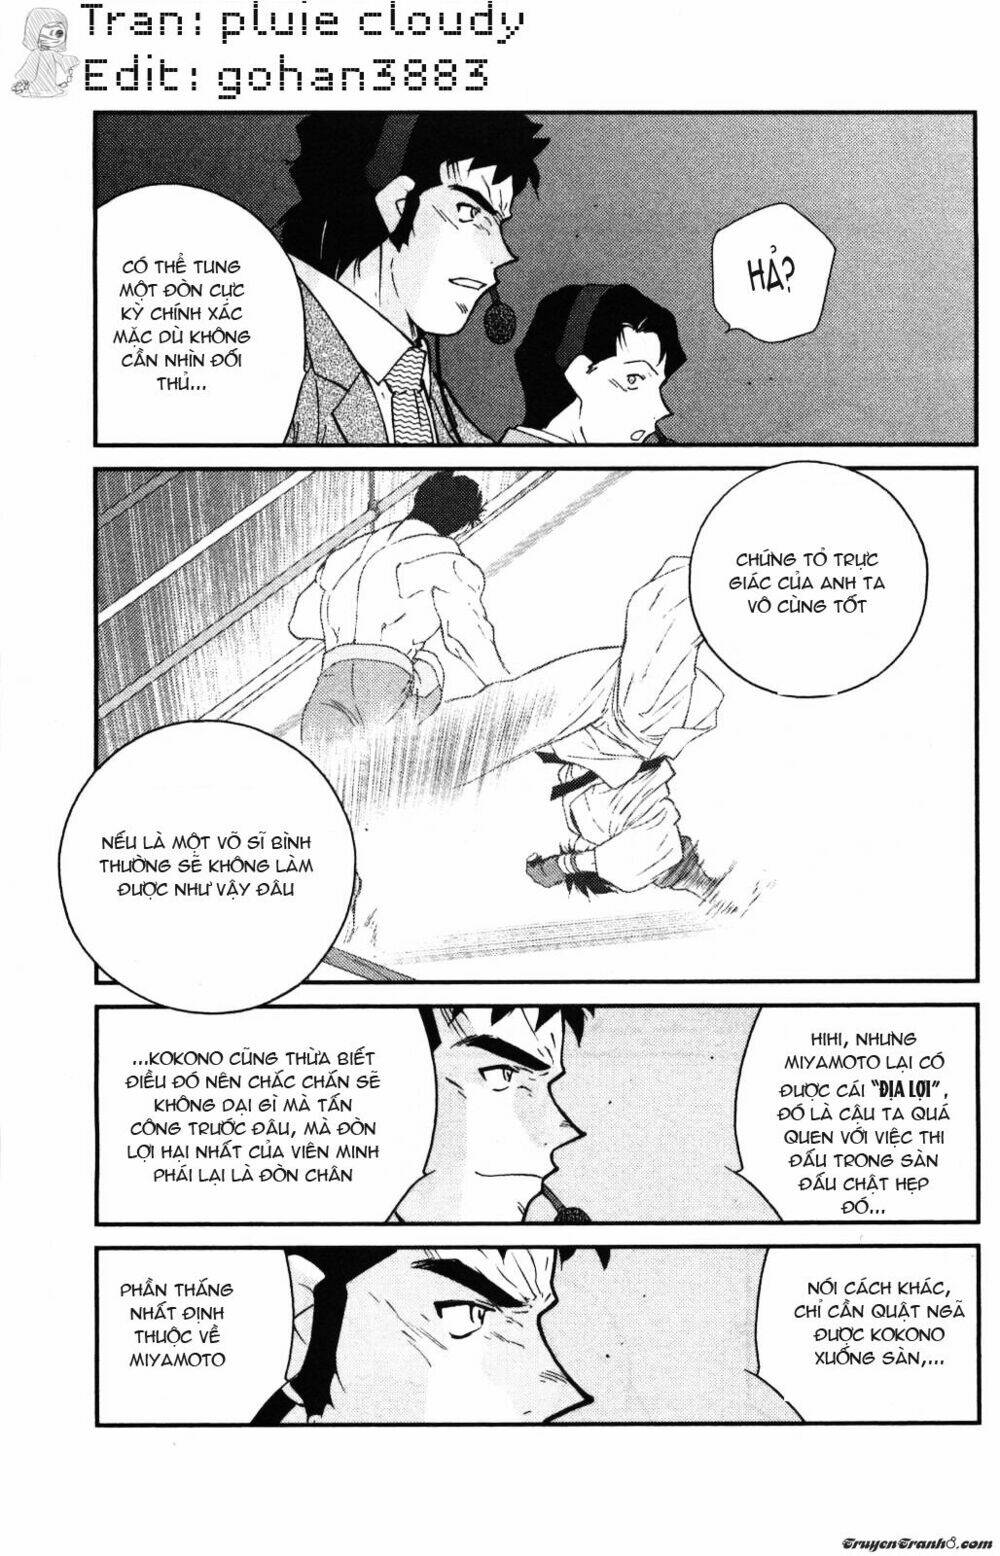 Tran: pluie cloudy
Edit: gohan3883
HẢ?
CÓ THỂ TUNG
MỘT ĐÒN CỰC
KỲ CHÍNH XÁC
MẶC DÙ KHÔNG
CẦN NHÌN ĐỐI
THỦ...
CHỨNG TỎ TRỰC
GIÁC CỦA ANH TA
VÔ CÙNG TỐT
NẾU LÀ MỘT VÕ SĨ BÌNH
THƯỜNG SẼ KHÔNG LÀM
ĐƯỢC NHƯ VẬY ĐÂU
HIHI, NHƯNG
MIYAMOTO LẠI CÓ
ĐƯỢC CÁI "ĐỊA LỢI",
ĐÓ LÀ CẬU TA QUÁ
QUEN VỚI VIỆC THI
ĐẤU TRONG SÀN
ĐẤU CHẬT HẸP
ĐÓ...
...KOKONO CŨNG THỪA BIẾT
ĐIỀU ĐÓ NÊN CHẮC CHẮN SẼ
KHÔNG DẠI GÌ MÀ TẤN
CÔNG TRƯỚC ĐÂU, MÀ ĐÒN
LỢI HẠI NHẤT CỦA VIÊN MINH
PHÁI LẠI LÀ ĐÒN CHÂN
NÓI CÁCH KHÁC,
CHỈ CẦN QUẬT NGÃ
ĐƯỢC KOKONO
XUỐNG SÀN,...
PHẦN THẮNG
NHẤT ĐỊNH
THUỘC VỀ
MIYAMOTO
TruyenTranh8.com